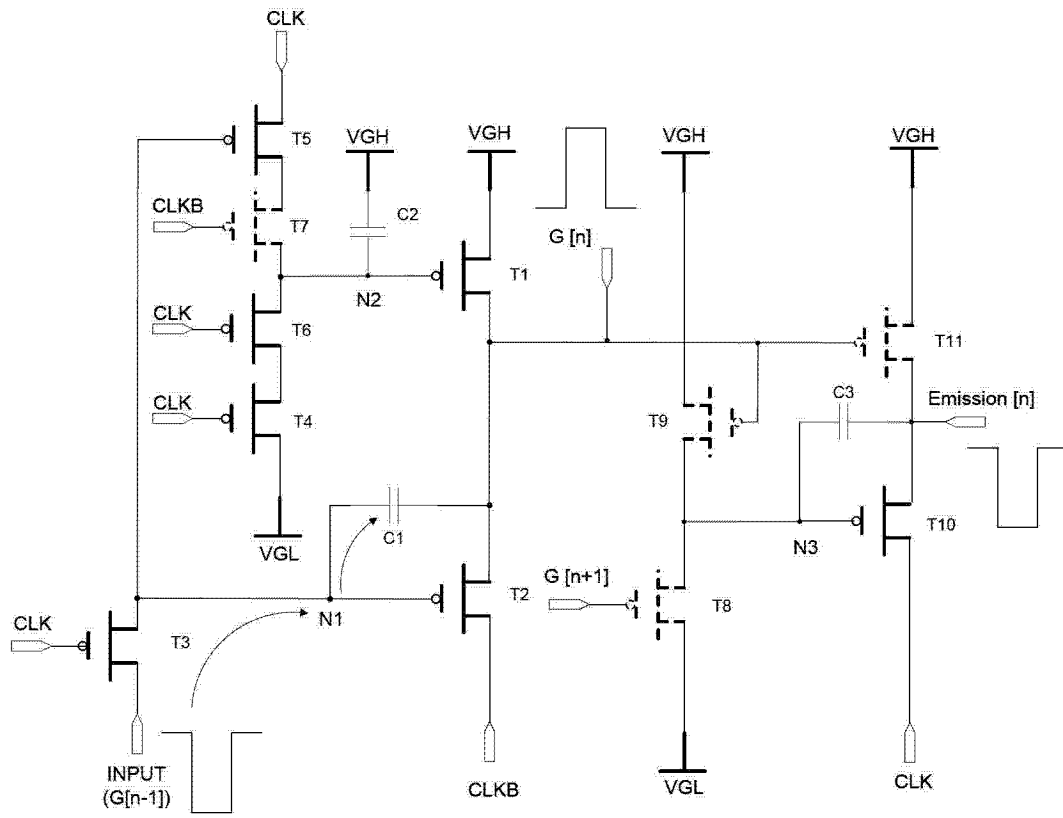 CLK
T5
VGH
VGH
VGH
VGH
CLKB
T7
C2
G [n]
T1
N2
CLK
T6
T11
CLK
T4
T9
C3
Emission [n]
VGL
C1
N3
T10
T2
G [n+1]
T8
N1
CLK
T3
INPUT
(G[n-1])
CLKB
VGL
CLK